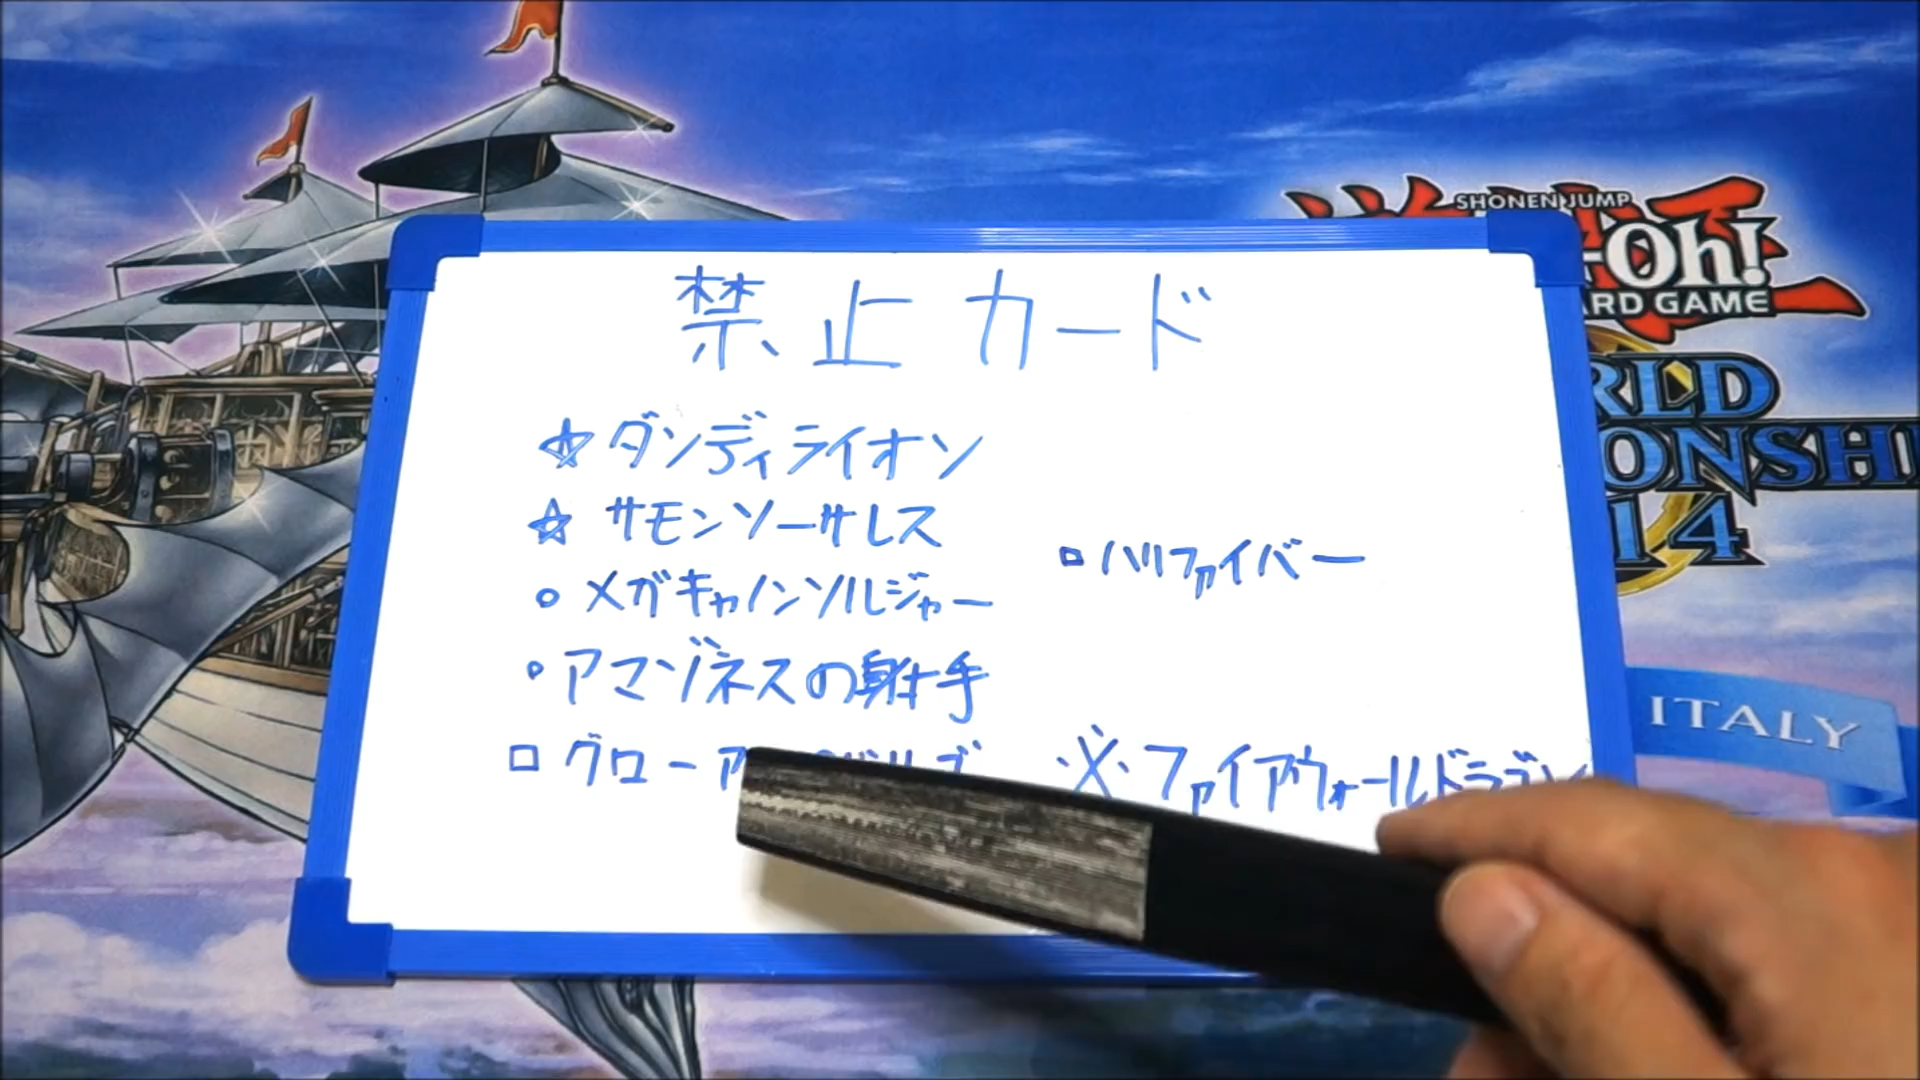 禁止カード
☆ダンディライオン
☆サモンソーサレス
○メガキャノンソルジャー
○アマゾネスの射手
□グローア
□ハリファイバー
※ファイアウォールドラゴン
SHONEN JUMP
-Oh!
ARD GAME
RLD
ONSHI
14
ITALY